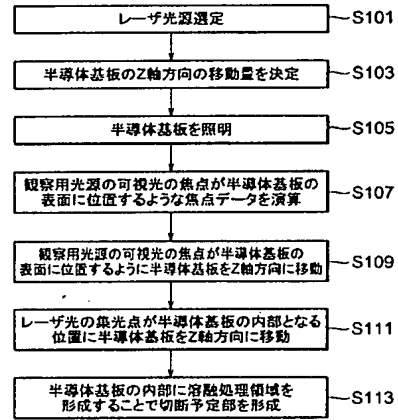 レーザ光源選定
S101
半導体基板のZ軸方向の移動量を決定
S103
半導体基板を照明
S105
観察用光源の可視光の焦点が半導体基板の
表面に位置するような焦点データを演算
S107
観察用光源の可視光の焦点が半導体基板の
表面に位置するように半導体基板をZ軸方向に移動
S109
レーザ光の集光点が半導体基板の内部となる
位置に半導体基板をZ軸方向に移動
S111
半導体基板の内部に溶融処理領域を
形成することで切断予定部を形成
S113